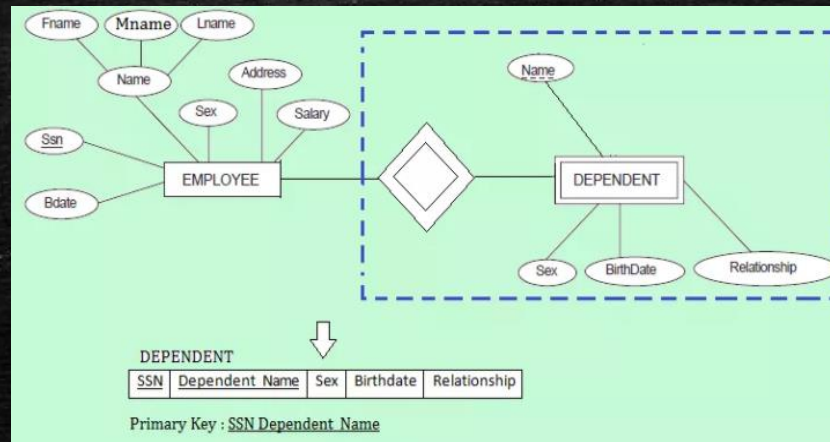 Fname Mname Lname
Name
Address
Sex
Salary
Ssn
EMPLOYEE
Bdate
Name
DEPENDENT
Sex BirthDate Relationship
DEPENDENT
SSN Dependent Name Sex Birthdate Relationship
Primary Key : SSN Dependent Name